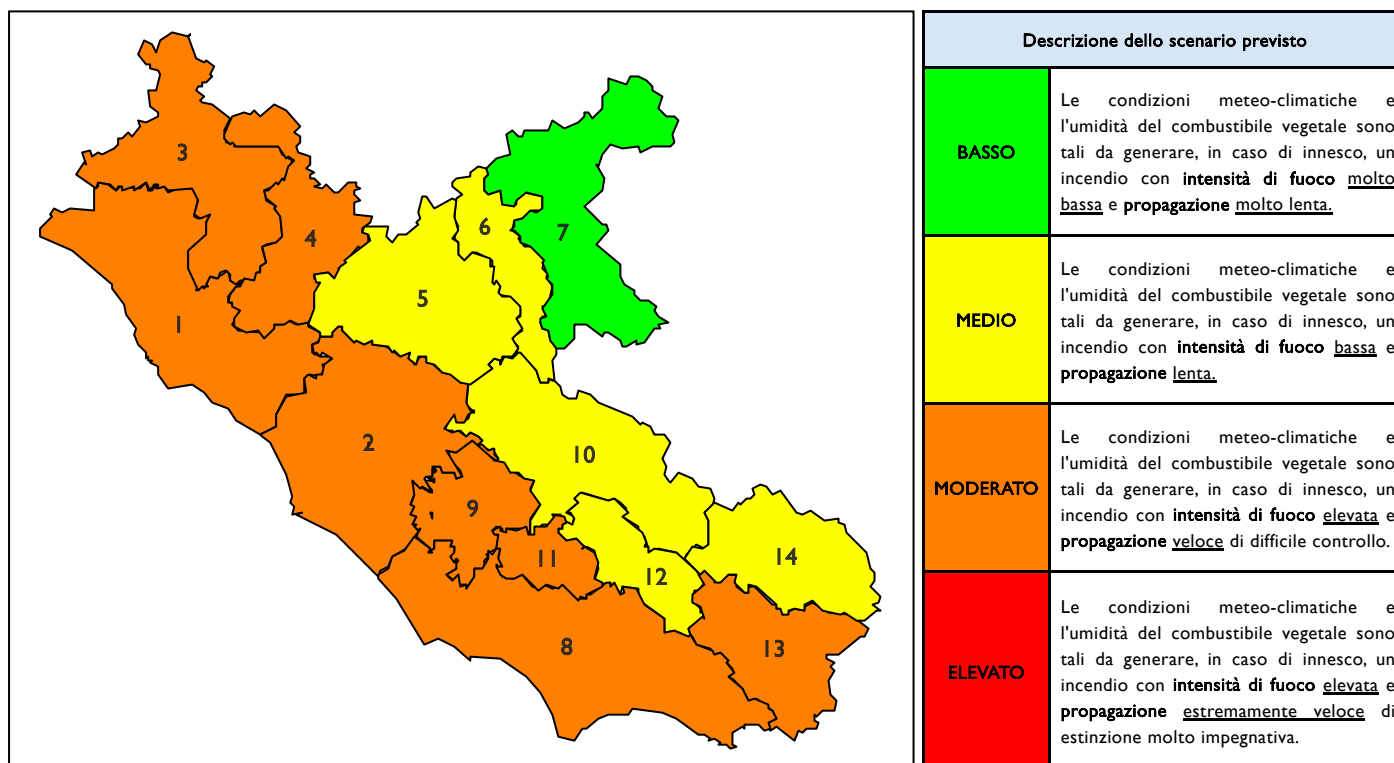 3
4
1
5
6
7
2
10
9
11
12
14
8
13
Descrizione dello scenario previsto
BASSO
Le condizioni meteo-climatiche e
l'umidità del combustibile vegetale sono
tali da generare, in caso di innesco, un
incendio con intensità di fuoco molto
bassa e propagazione molto lenta.
MEDIO
Le condizioni meteo-climatiche e
l'umidità del combustibile vegetale sono
tali da generare, in caso di innesco, un
incendio con intensità di fuoco bassa e
propagazione lenta.
MODERATO
Le condizioni meteo-climatiche e
l'umidità del combustibile vegetale sono
tali da generare, in caso di innesco, un
incendio con intensità di fuoco elevata e
propagazione veloce di difficile controllo.
ELEVATO
Le condizioni meteo-climatiche e
l'umidità del combustibile vegetale sono
tali da generare, in caso di innesco, un
incendio con intensità di fuoco elevata e
propagazione estremamente veloce di
estinzione molto impegnativa.